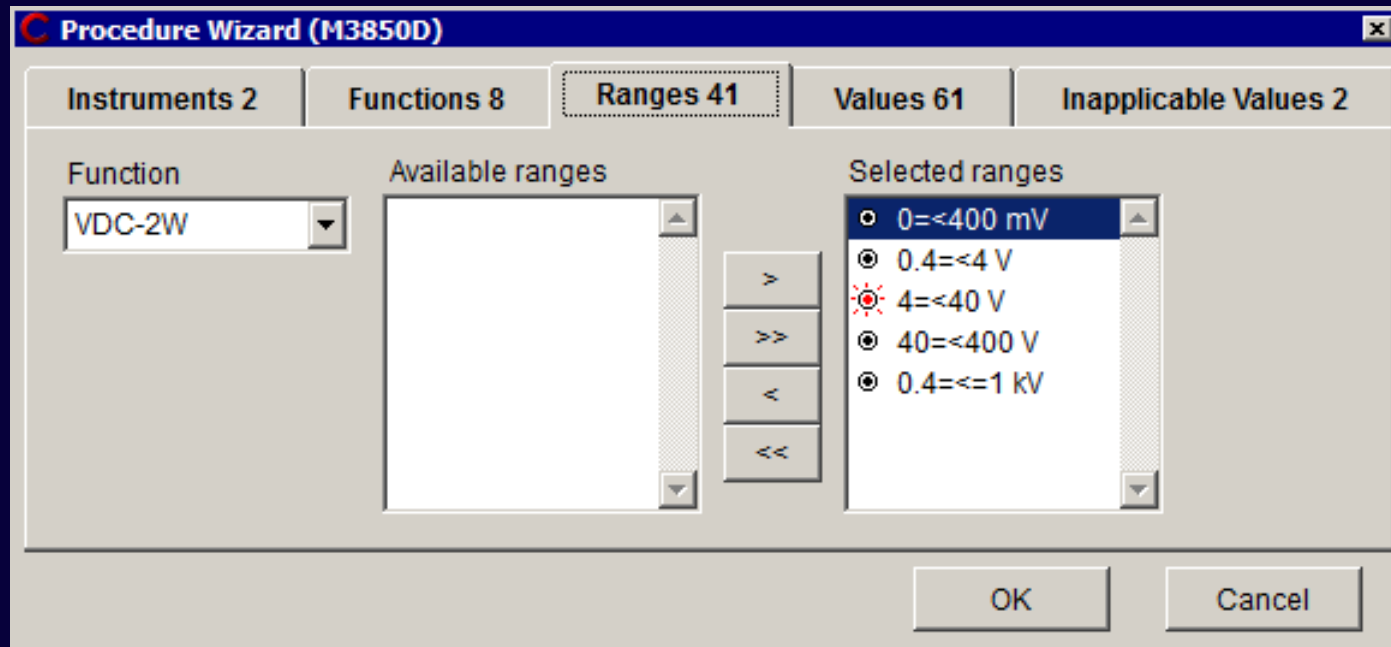 Procedure Wizard (M3850D)
Instruments 2 Functions 8 Ranges 41 Values 61 Inapplicable Values 2
Function Available ranges Selected ranges
VDC-2W
0=<400 mV
0.4=<4 V
4=<40 V
40=<400 V
0.4=<=1 kV
>
>>
<
<<
OK Cancel